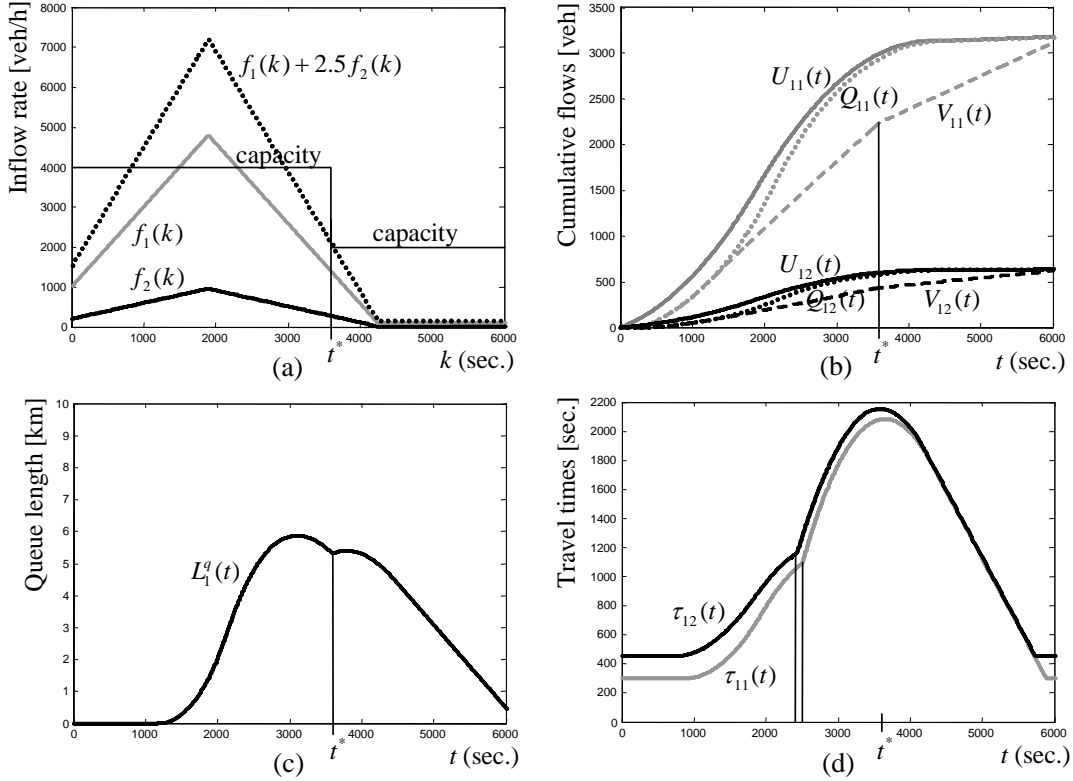 Inflow rate [veh/h]
8000
7000
6000
5000
4000
3000
2000
1000
0
f₁(k) + 2.5 f₂(k)
capacity
capacity
f₁(k)
f₂(k)
0 1000 2000 3000 4000 5000 6000
t*
k (sec.)
(a)
Cumulative flows [veh]
3500
3000
2500
2000
1500
1000
500
0
U₁₁(t)
Q₁₁(t)
V₁₁(t)
U₁₂(t)
Q₁₂(t)
V₁₂(t)
0 1000 2000 3000 4000 5000 6000
t*
t (sec.)
(b)
Queue length [km]
10
9
8
7
6
5
4
3
2
1
0
L₁^q(t)
0 1000 2000 3000 4000 5000 6000
t*
t (sec.)
(c)
Travel times [sec.]
2200
2000
1800
1600
1400
1200
1000
800
600
400
200
0
τ₁₂(t)
τ₁₁(t)
0 1000 2000 3000 4000 5000 6000
t*
t (sec.)
(d)